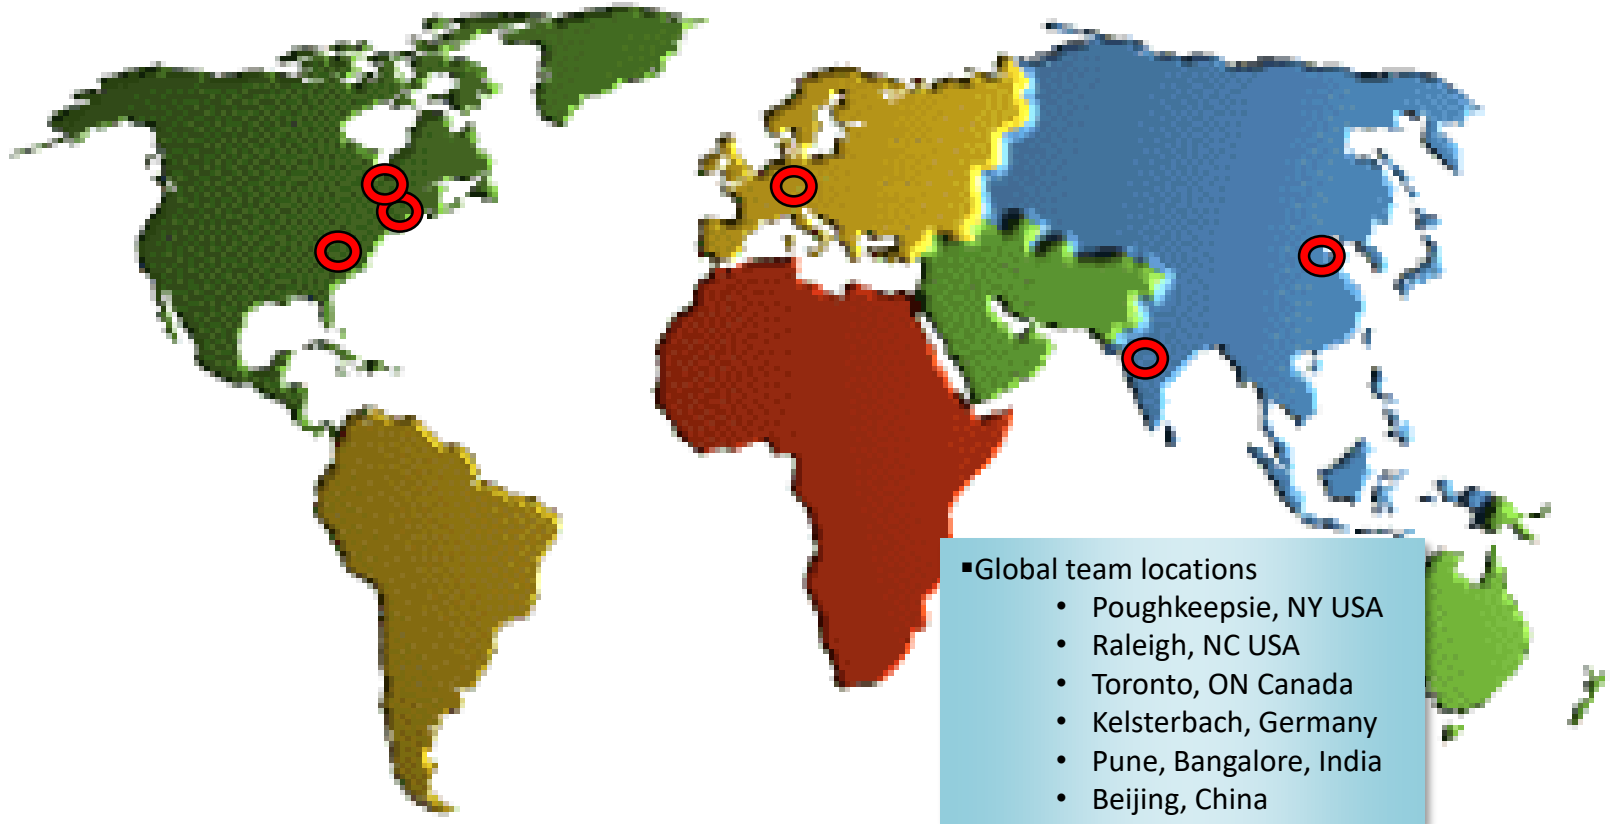 ▪Global team locations
• Poughkeepsie, NY USA
• Raleigh, NC USA
• Toronto, ON Canada
• Kelsterbach, Germany
• Pune, Bangalore, India
• Beijing, China